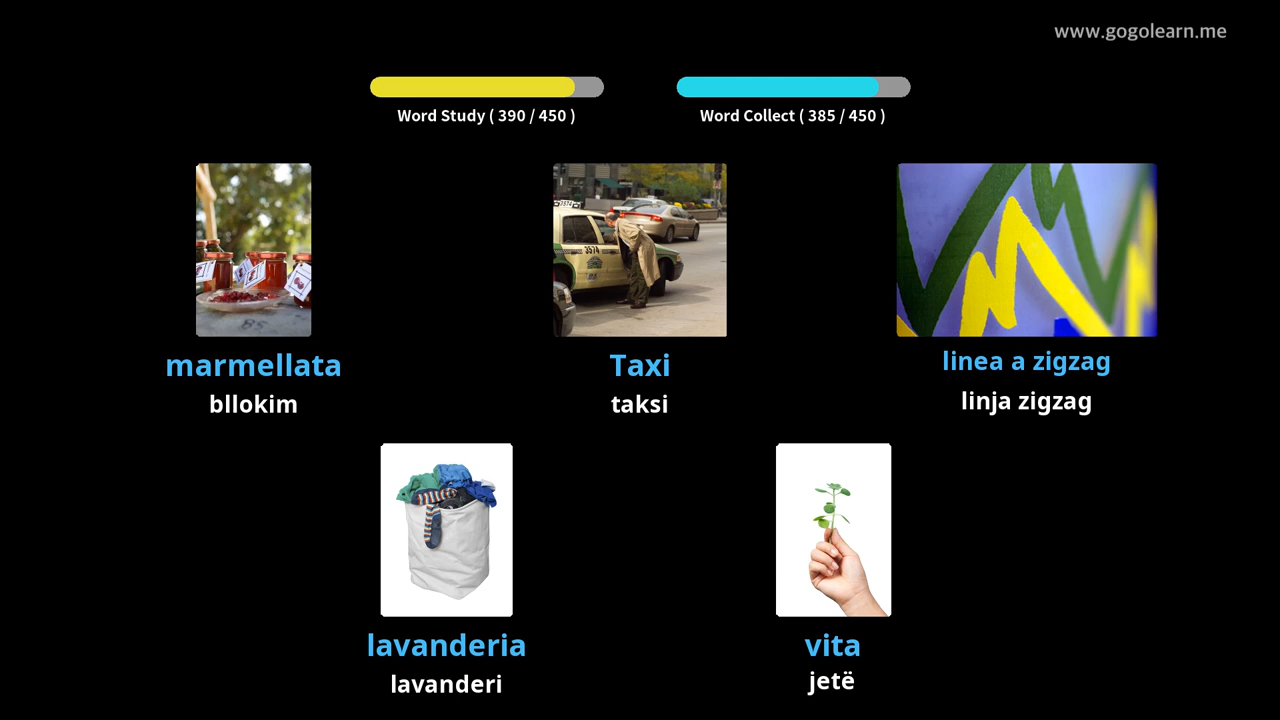 www.gogolearn.me
Word Study ( 390 / 450 )
Word Collect ( 385 / 450 )
marmellata
bllokim
Taxi
taksi
linea a zigzag
linja zigzag
3574
lavanderia
lavanderi
vita
jetë